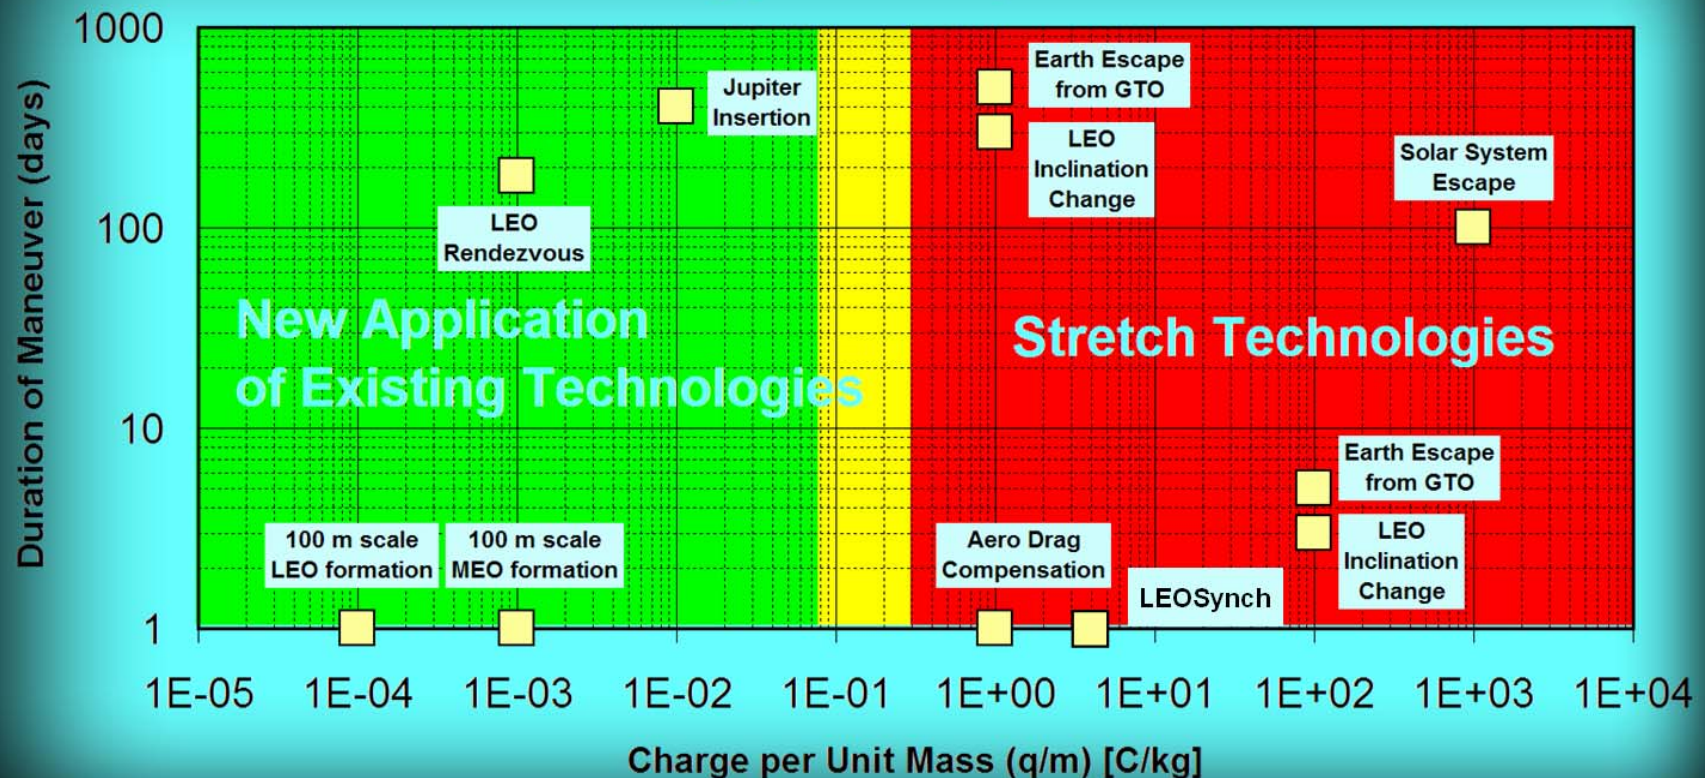 Duration of Maneuver (days)
1000
100
10
1
Jupiter
Insertion
Earth Escape
from GTO
LEO
Inclination
Change
Solar System
Escape
LEO
Rendezvous
New Application
of Existing Technologies
Stretch Technologies
Earth Escape
from GTO
LEO
Inclination
Change
100 m scale
LEO formation
100 m scale
MEO formation
Aero Drag
Compensation
LEOSynch
1E-05 1E-04 1E-03 1E-02 1E-01 1E+00 1E+01 1E+02 1E+03 1E+04
Charge per Unit Mass (q/m) [C/kg]